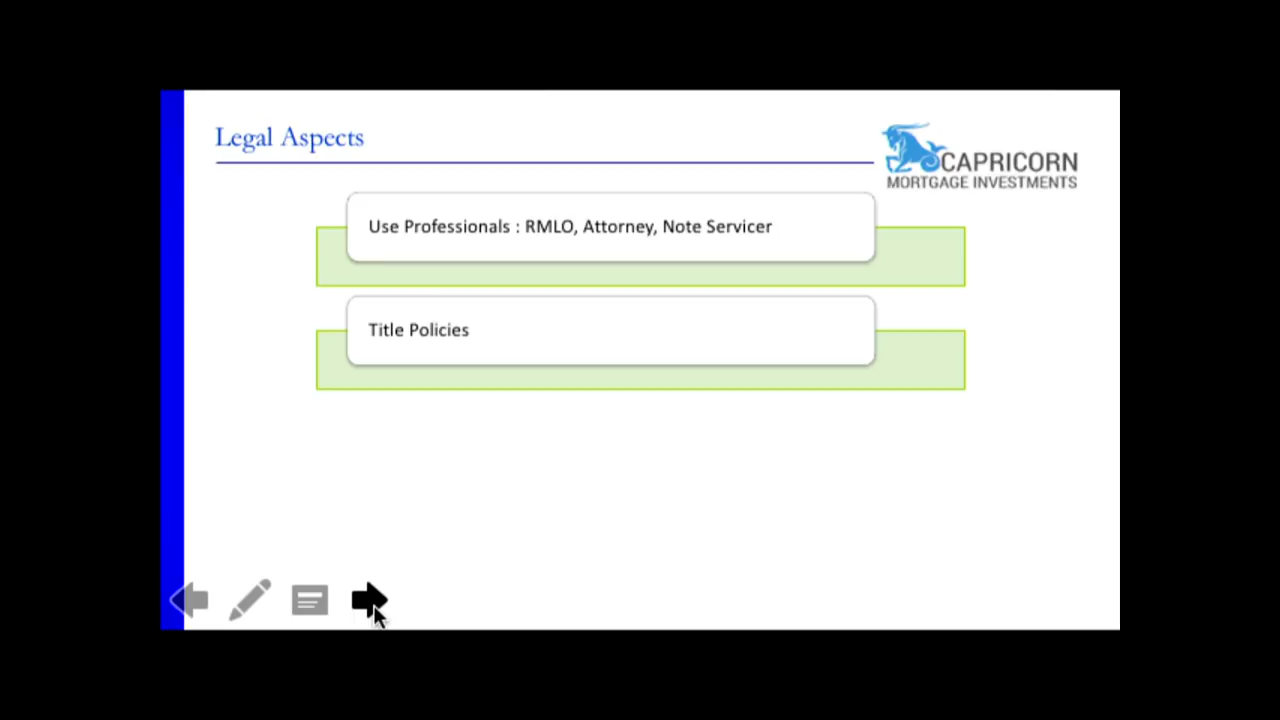 Legal Aspects
CAPRICORN
MORTGAGE INVESTMENTS
Use Professionals : RMLO, Attorney, Note Servicer
Title Policies